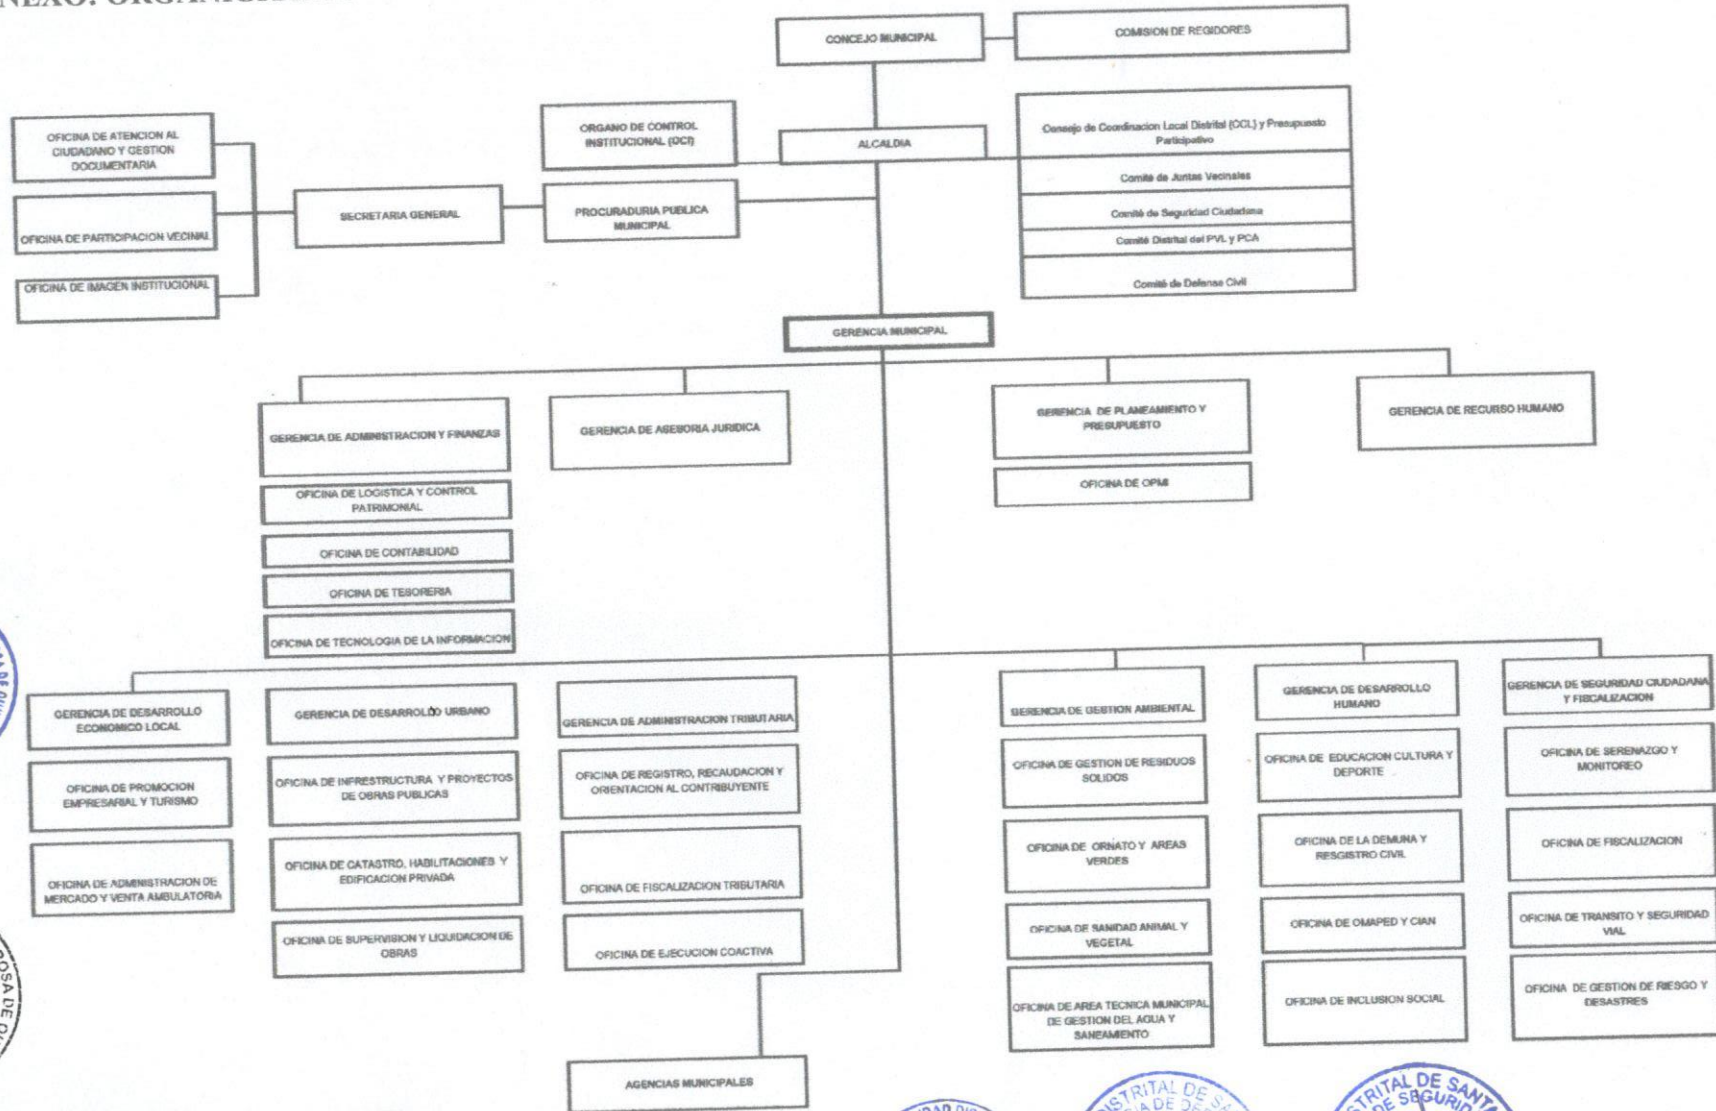 CONCEJO MUNICIPAL
COMISION DE REGIDORES
OFICINA DE ATENCION AL
CIUDADANO Y GESTION
DOCUMENTARIA
OFICINA DE PARTICIPACION VECINAL
OFICINA DE IMAGEN INSTITUCIONAL
SECRETARIA GENERAL
ORGANO DE CONTROL
INSTITUCIONAL (OCI)
PROCURADURIA PUBLICA
MUNICIPAL
ALCALDIA
Consejo de Coordinacion Local Distrital (CCL) y Presupuesto
Participativo
Comité de Juntas Vecinales
Comité de Seguridad Ciudadana
Comité Distrital del PVL y PCA
Comité de Defensa Civil
GERENCIA MUNICIPAL
GERENCIA DE ADMINISTRACION Y FINANZAS
OFICINA DE LOGISTICA Y CONTROL
PATRIMONIAL
OFICINA DE CONTABILIDAD
OFICINA DE TESORERIA
OFICINA DE TECNOLOGIA DE LA INFORMACION
GERENCIA DE ASESORIA JURIDICA
GERENCIA DE PLANEAMIENTO Y
PRESUPUESTO
OFICINA DE OPMI
GERENCIA DE RECURSO HUMANO
GERENCIA DE DESARROLLO
ECONOMICO LOCAL
OFICINA DE PROMOCION
EMPRESARIAL Y TURISMO
OFICINA DE ADMINISTRACION DE
MERCADO Y VENTA AMBULATORIA
GERENCIA DE DESARROLLO URBANO
OFICINA DE INFRESTRUCTURA Y PROYECTOS
DE OBRAS PUBLICAS
OFICINA DE CATASTRO, HABILITACIONES Y
EDIFICACION PRIVADA
OFICINA DE SUPERVISION Y LIQUIDACION DE
OBRAS
GERENCIA DE ADMINISTRACION TRIBUTARIA
OFICINA DE REGISTRO, RECAUDACION Y
ORIENTACION AL CONTRIBUYENTE
OFICINA DE FISCALIZACION TRIBUTARIA
OFICINA DE EJECUCION COACTIVA
AGENCIAS MUNICIPALES
GERENCIA DE GESTION AMBIENTAL
OFICINA DE GESTION DE RESIDUOS
SOLIDOS
OFICINA DE ORNATO Y AREAS
VERDES
OFICINA DE SANIDAD ANIMAL Y
VEGETAL
OFICINA DE AREA TECNICA MUNICIPAL
DE GESTION DEL AGUA Y
SANEAMIENTO
GERENCIA DE DESARROLLO
HUMANO
OFICINA DE EDUCACION CULTURA Y
DEPORTE
OFICINA DE LA DEMUNA Y
RESGISTRO CIVIL
OFICINA DE OMAPED Y CIAN
OFICINA DE INCLUSION SOCIAL
GERENCIA DE SEGURIDAD CIUDADANA
Y FISCALIZACION
OFICINA DE SERENAZGO Y
MONITOREO
OFICINA DE FISCALIZACION
OFICINA DE TRANSITO Y SEGURIDAD
VIAL
OFICINA DE GESTION DE RIESGO Y
DESASTRES
DISTRITAL DE
DE SANTA